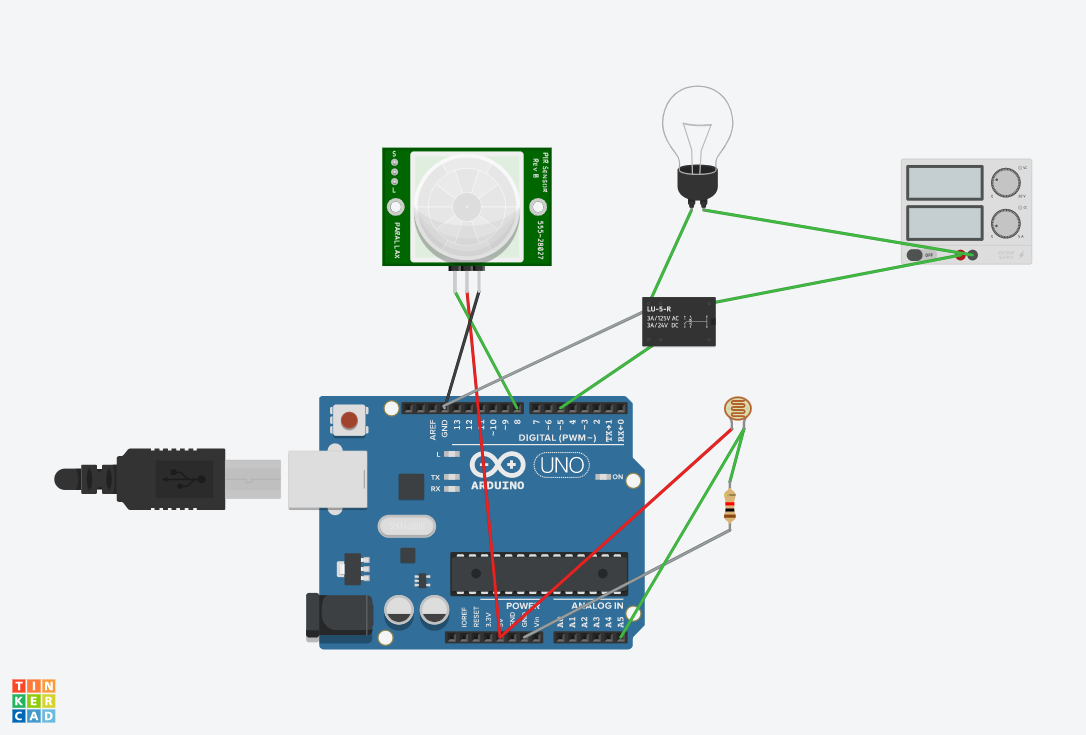 S
L
PIR SENSOR
Rev B
PARALLAX
555-28027
OFF
LU-5-R
3A/125V AC
3A/24V DC
AREF
GND
13
12
~11
~10
~9
8
7
~6
~5
4
~3
2
TX→1
RX←0
DIGITAL (PWM~)
L
TX
RX
ARDUINO
UNO
ON
POWER
ANALOG IN
IOREF
RESET
3.3V
5V
GND
GND
Vin
A0
A1
A2
A3
A4
A5
TIN
KER
CAD